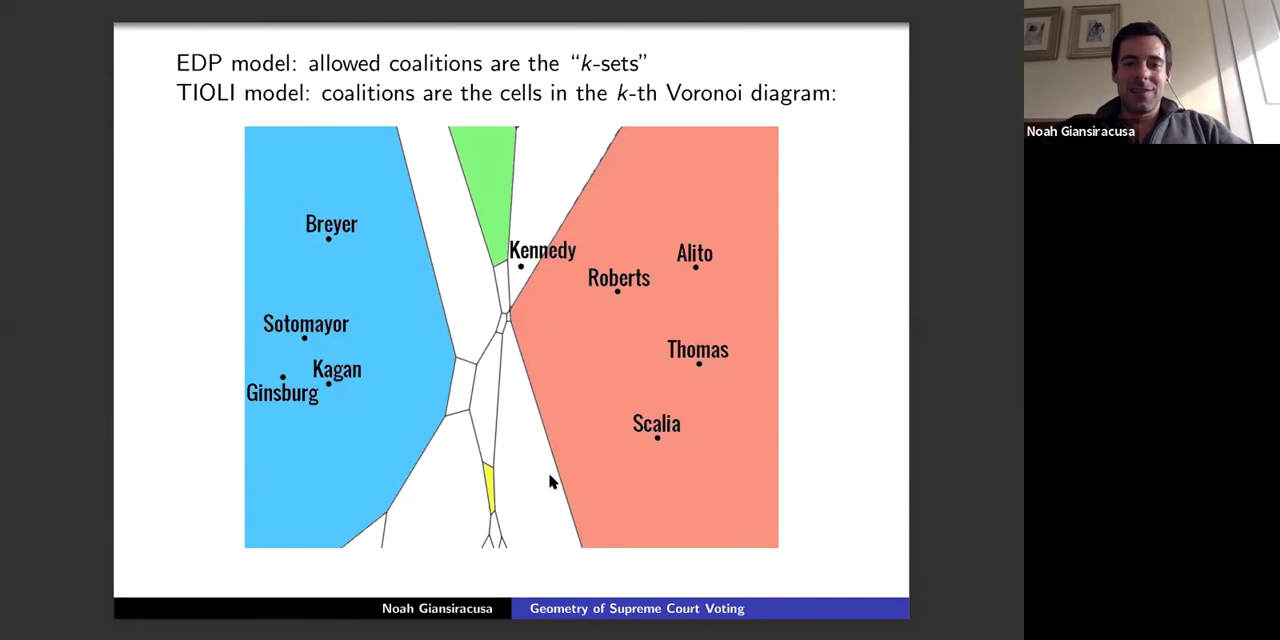 EDP model: allowed coalitions are the “k-sets”
TIOLI model: coalitions are the cells in the k-th Voronoi diagram:
Breyer
Kennedy
Alito
Roberts
Sotomayor
Thomas
Kagan
Ginsburg
Scalia
Noah Giansiracusa
Geometry of Supreme Court Voting
Noah Giansiracusa